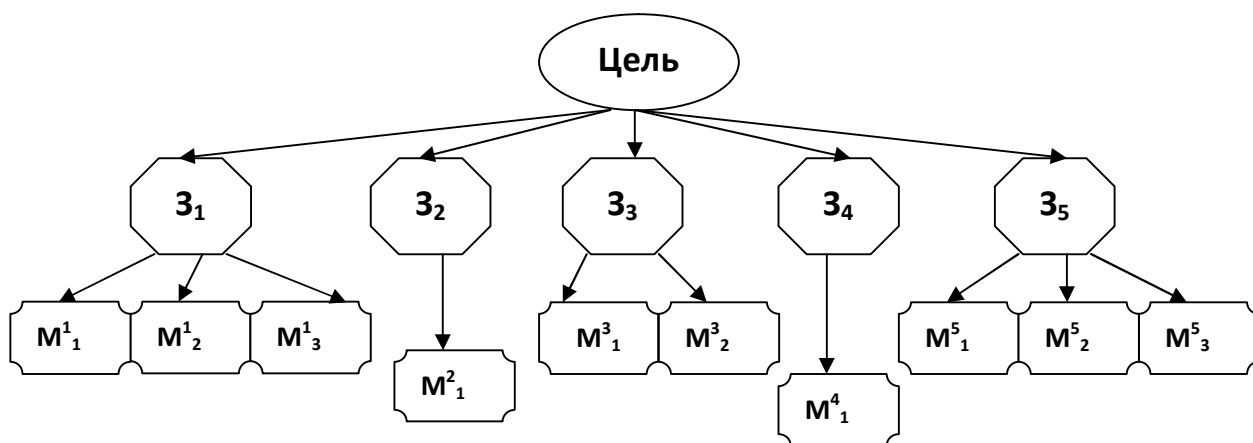 Цель
З₁ З₂ З₃ З₄ З₅
М¹₁ М¹₂ М¹₃ М³₁ М³₂ М⁵₁ М⁵₂ М⁵₃
М²₁
М⁴₁